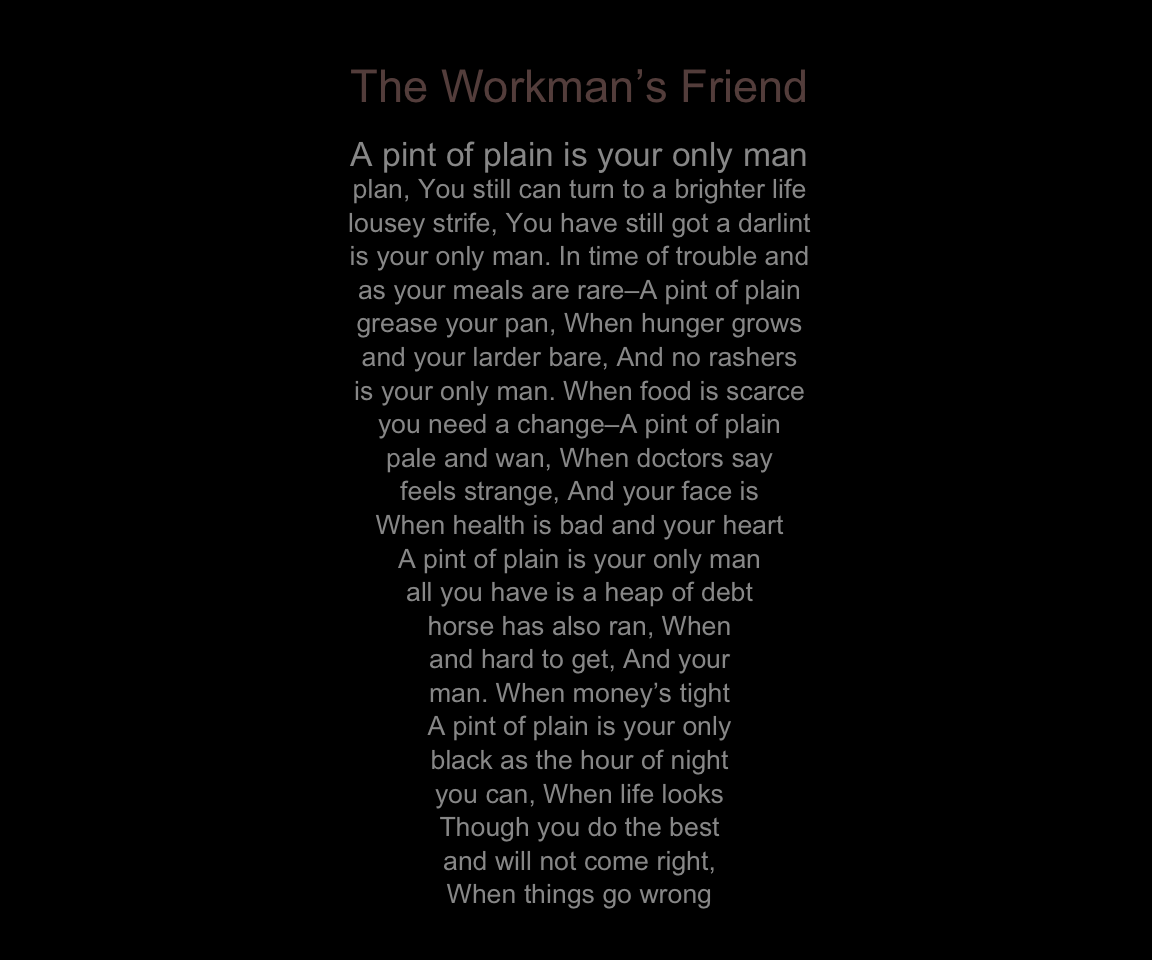 The Workman’s Friend
A pint of plain is your only man
plan, You still can turn to a brighter life
lousey strife, You have still got a darlint
is your only man. In time of trouble and
as your meals are rare–A pint of plain
grease your pan, When hunger grows
and your larder bare, And no rashers
is your only man. When food is scarce
you need a change–A pint of plain
pale and wan, When doctors say
feels strange, And your face is
When health is bad and your heart
A pint of plain is your only man
all you have is a heap of debt
horse has also ran, When
and hard to get, And your
man. When money’s tight
A pint of plain is your only
black as the hour of night
you can, When life looks
Though you do the best
and will not come right,
When things go wrong